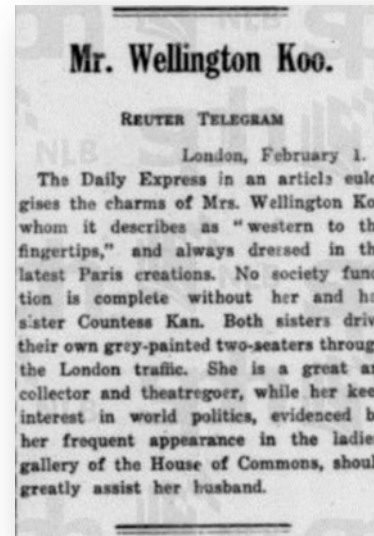 Mr. Wellington Koo.
REUTER TELEGRAM
London, February 1.
The Daily Express in an article eulo
gises the charms of Mrs. Wellington Ko
whom it describes as "western to th
fingertips," and always dressed in th
latest Paris creations. No society func
tion is complete without her and he
sister Countess Kan. Both sisters driv
their own grey-painted two-seaters throug
the London traffic. She is a great ar
collector and theatregoer, while her kee
interest in world politics, evidenced b
her frequent appearance in the ladie
gallery of the House of Commons, shoul
greatly assist her husband.
NLB